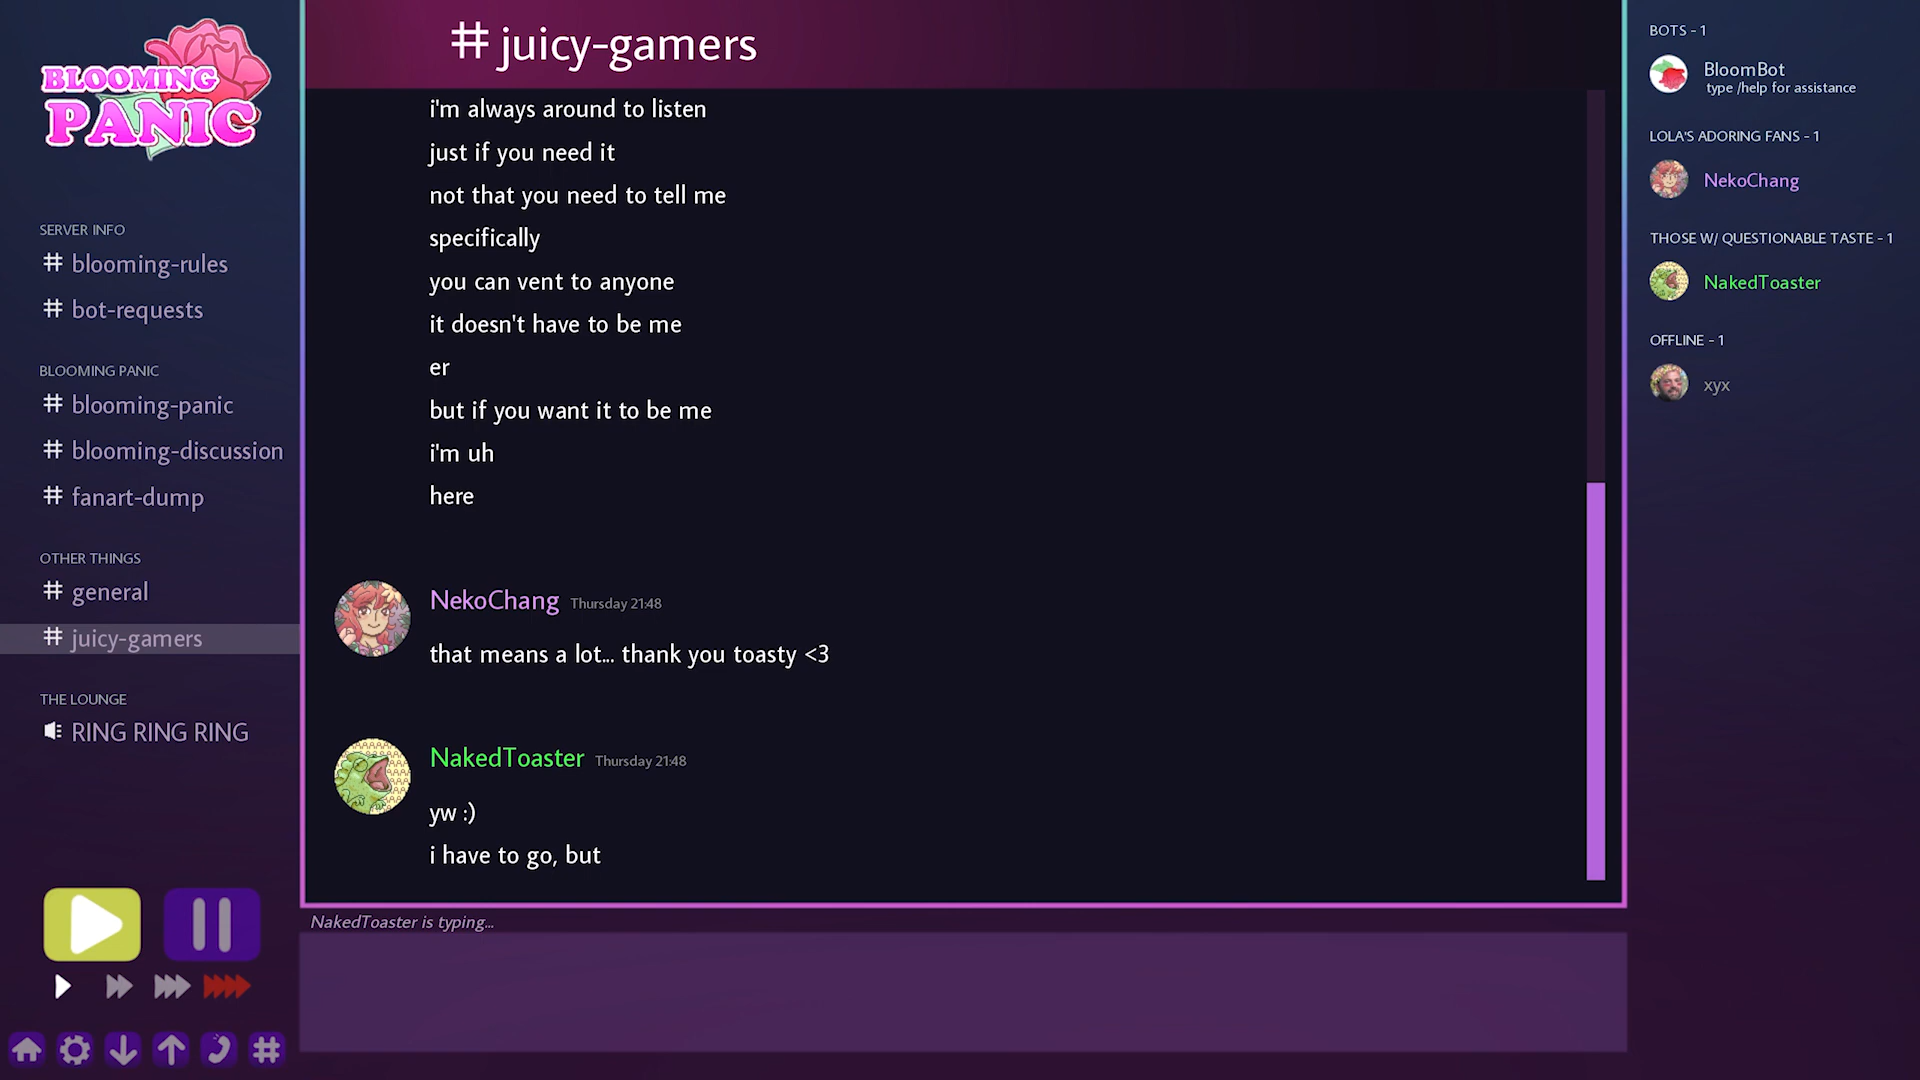 BLOOMING
PANIC
SERVER INFO
# blooming-rules
# bot-requests
BLOOMING PANIC
# blooming-panic
# blooming-discussion
# fanart-dump
OTHER THINGS
# general
# juicy-gamers
THE LOUNGE
RING RING RING
# juicy-gamers
i'm always around to listen
just if you need it
not that you need to tell me
specifically
you can vent to anyone
it doesn't have to be me
er
but if you want it to be me
i'm uh
here
NekoChang Thursday 21:48
that means a lot... thank you toasty <3
NakedToaster Thursday 21:48
yw :)
i have to go, but
NakedToaster is typing...
BOTS - 1
BloomBot
type /help for assistance
LOLA'S ADORING FANS - 1
NekoChang
THOSE W/ QUESTIONABLE TASTE - 1
NakedToaster
OFFLINE - 1
xyx